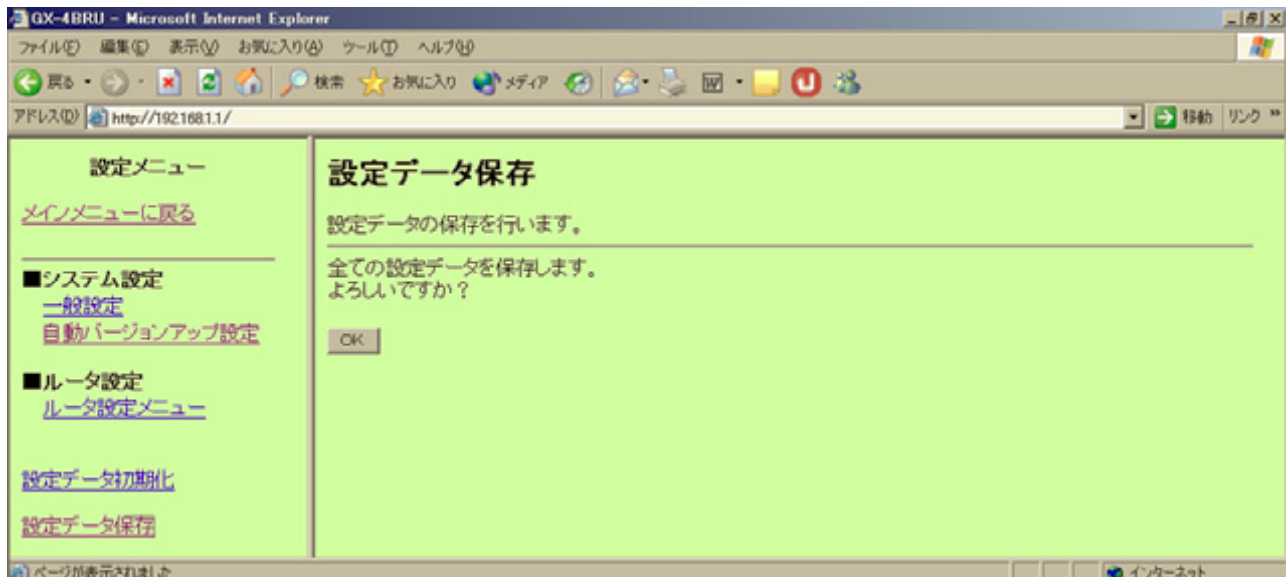 GX-4BRU - Microsoft Internet Explorer
ファイル(F) 編集(E) 表示(V) お気に入り(A) ツール(T) ヘルプ(H)
戻る 検索 お気に入り メディア
アドレス(D) http://192.168.1.1/ 移動 リンク »
設定メニュー
メインメニューに戻る
■システム設定
一般設定
自動バージョンアップ設定
■ルータ設定
ルータ設定メニュー
設定データ初期化
設定データ保存
設定データ保存
設定データの保存を行います。
全ての設定データを保存します。
よろしいですか?
OK
ページが表示されました
インターネット